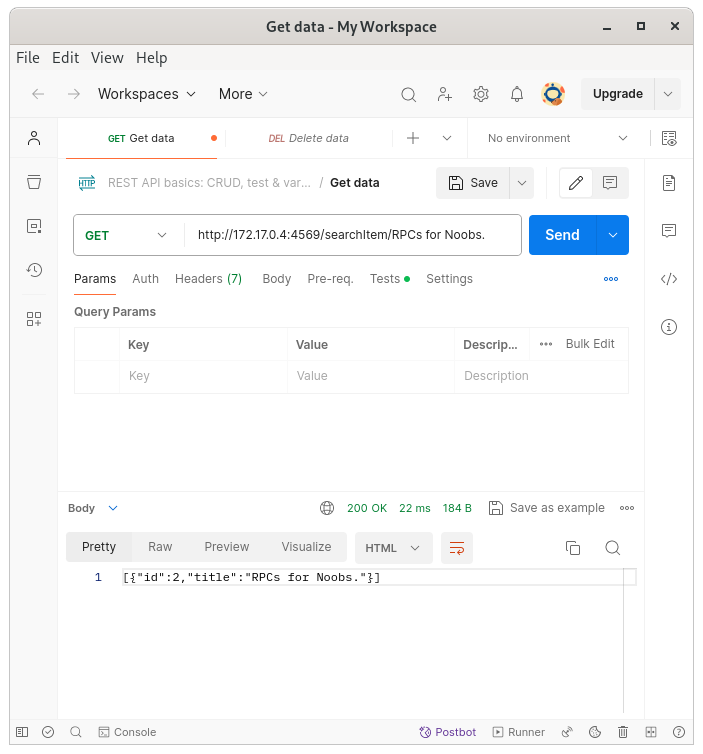 Get data - My Workspace
File Edit View Help
Workspaces More Upgrade
GET Get data DEL Delete data No environment
HTTP REST API basics: CRUD, test & var... / Get data Save
GET http://172.17.0.4:4569/searchItem/RPCs for Noobs. Send
Params Auth Headers (7) Body Pre-req. Tests Settings
Query Params
Key Value Descrip... Bulk Edit
Key Value Description
Body 200 OK 22 ms 184 B Save as example
Pretty Raw Preview Visualize HTML
1 [{"id":2,"title":"RPCs for Noobs."}]
Console Postbot Runner